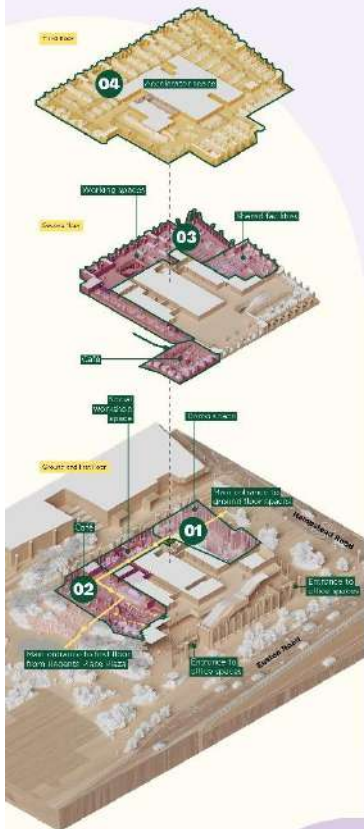 Third floor
04
Accelerator space
Working spaces
Shared facilities
Second floor
03
Café
Social
workshop
space
Demo space
Ground and first floor
Main entrance to
ground floor spaces
Café
01
Hampstead Road
02
Entrance to
office spaces
Main entrance to first floor
from Regents Place Plaza
Entrance to
office spaces
Euston Road